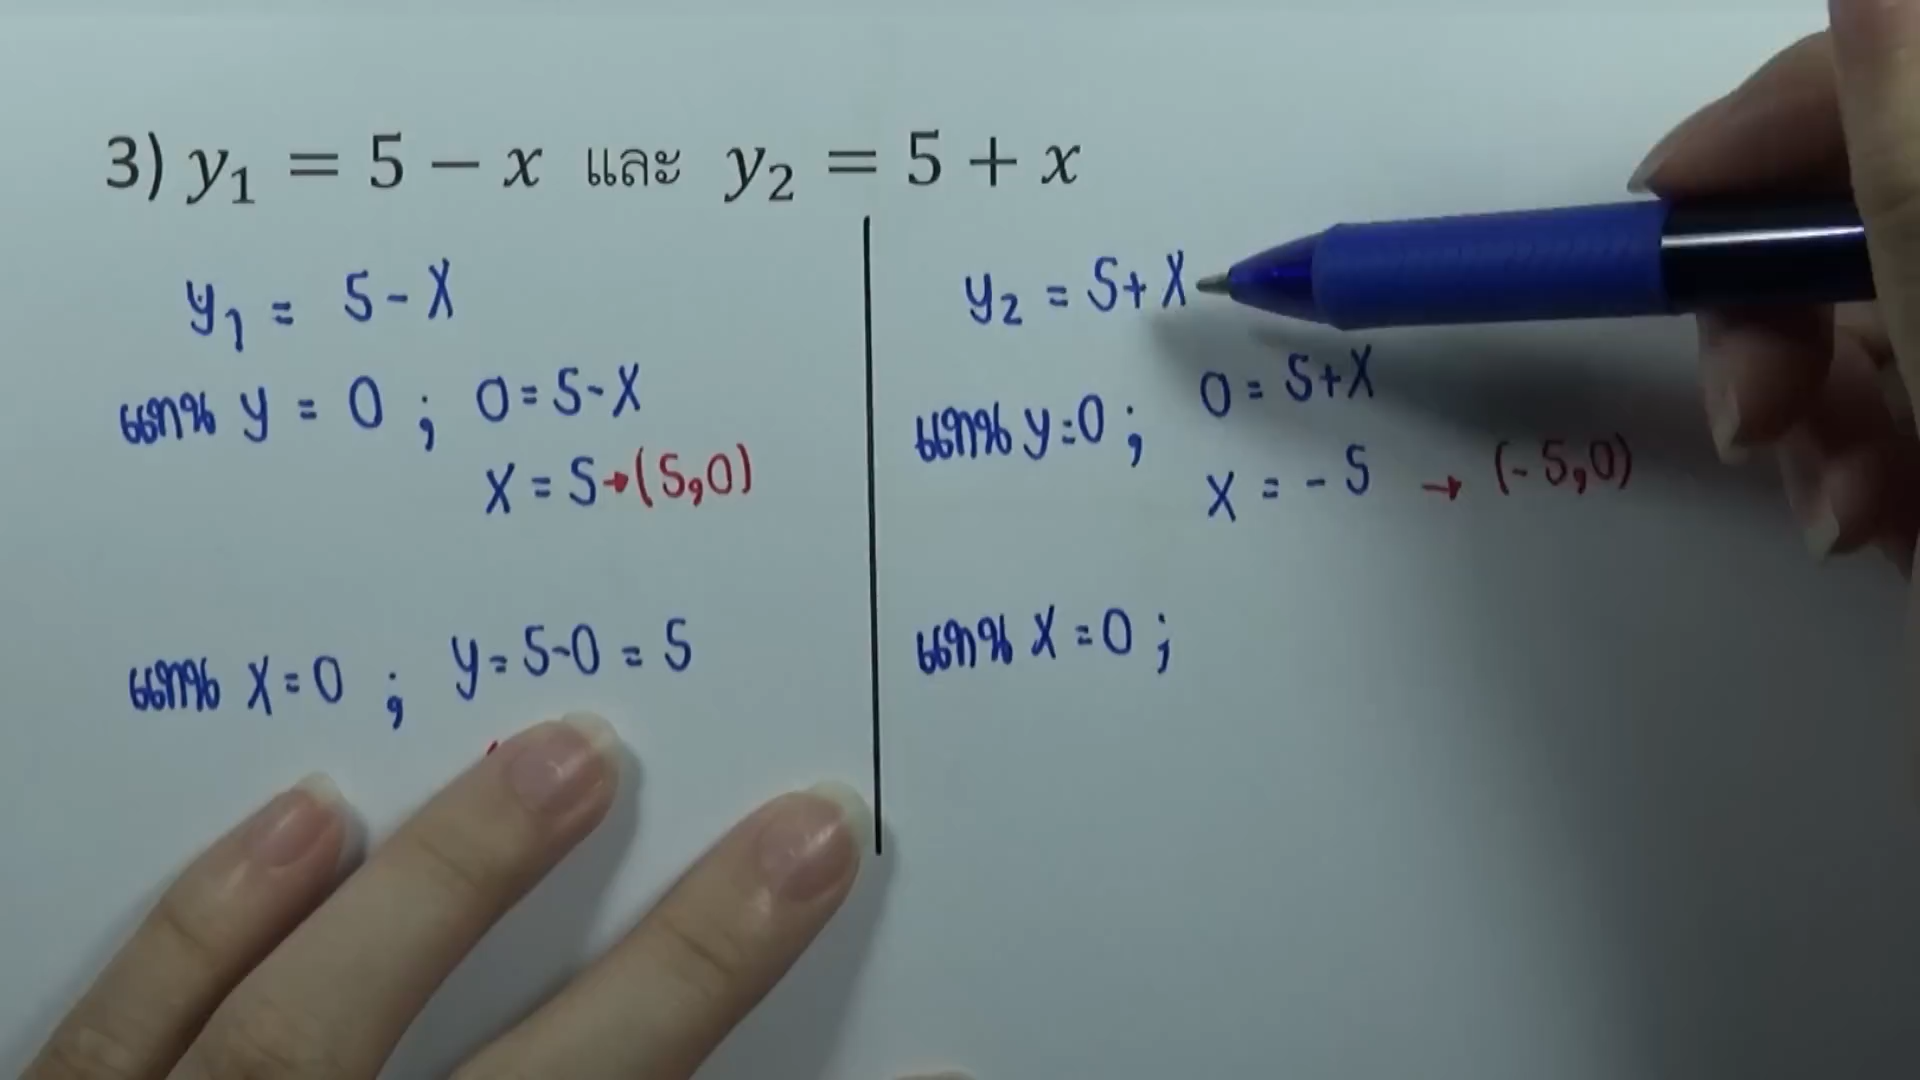 3) y₁ = 5 − x และ y₂ = 5 + x
y₁ = 5 - x
แทน y = 0 ; 0 = 5 - x
x = 5 → (5,0)
แทน x = 0 ; y = 5 - 0 = 5
y₂ = 5 + x
แทน y = 0 ; 0 = 5 + x
x = - 5 → (- 5,0)
แทน x = 0 ;